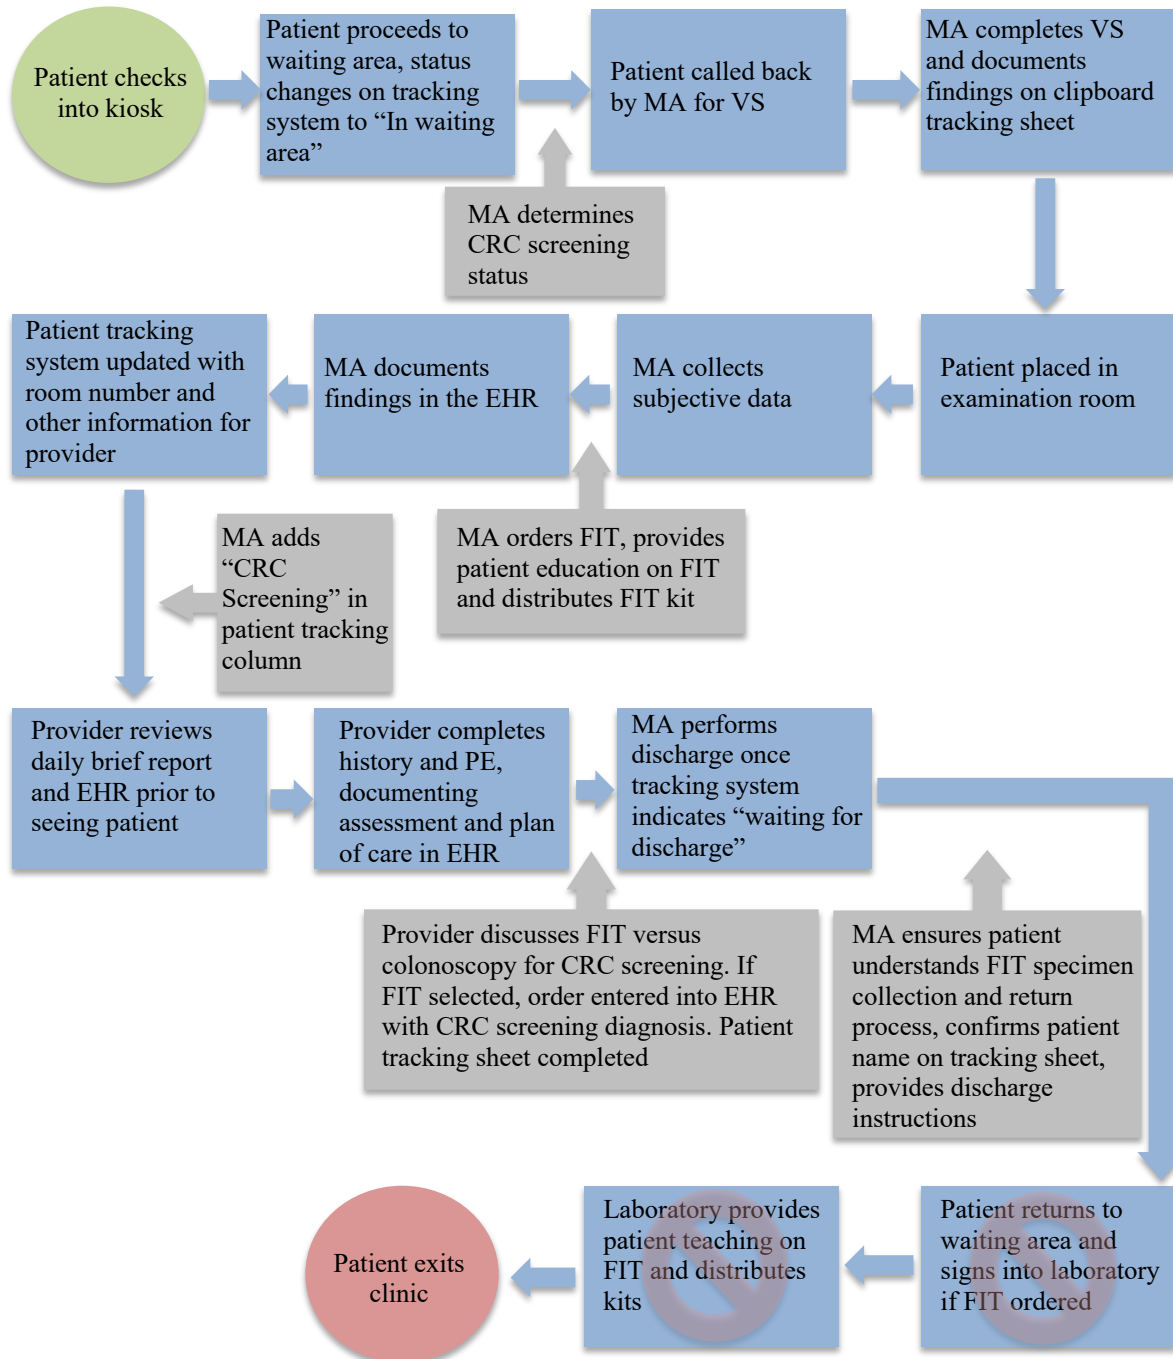 Patient checks
into kiosk
Patient proceeds to
waiting area, status
changes on tracking
system to “In waiting
area”
Patient called back
by MA for VS
MA completes VS
and documents
findings on clipboard
tracking sheet
MA determines
CRC screening
status
Patient tracking
system updated with
room number and
other information for
provider
MA documents
findings in the EHR
MA collects
subjective data
Patient placed in
examination room
MA adds
“CRC
Screening” in
patient tracking
column
MA orders FIT, provides
patient education on FIT
and distributes FIT kit
Provider reviews
daily brief report
and EHR prior to
seeing patient
Provider completes
history and PE,
documenting
assessment and plan
of care in EHR
MA performs
discharge once
tracking system
indicates “waiting for
discharge”
Provider discusses FIT versus
colonoscopy for CRC screening. If
FIT selected, order entered into EHR
with CRC screening diagnosis. Patient
tracking sheet completed
MA ensures patient
understands FIT specimen
collection and return
process, confirms patient
name on tracking sheet,
provides discharge
instructions
Patient exits
clinic
Laboratory provides
patient teaching on
FIT and distributes
kits
Patient returns to
waiting area and
signs into laboratory
if FIT ordered